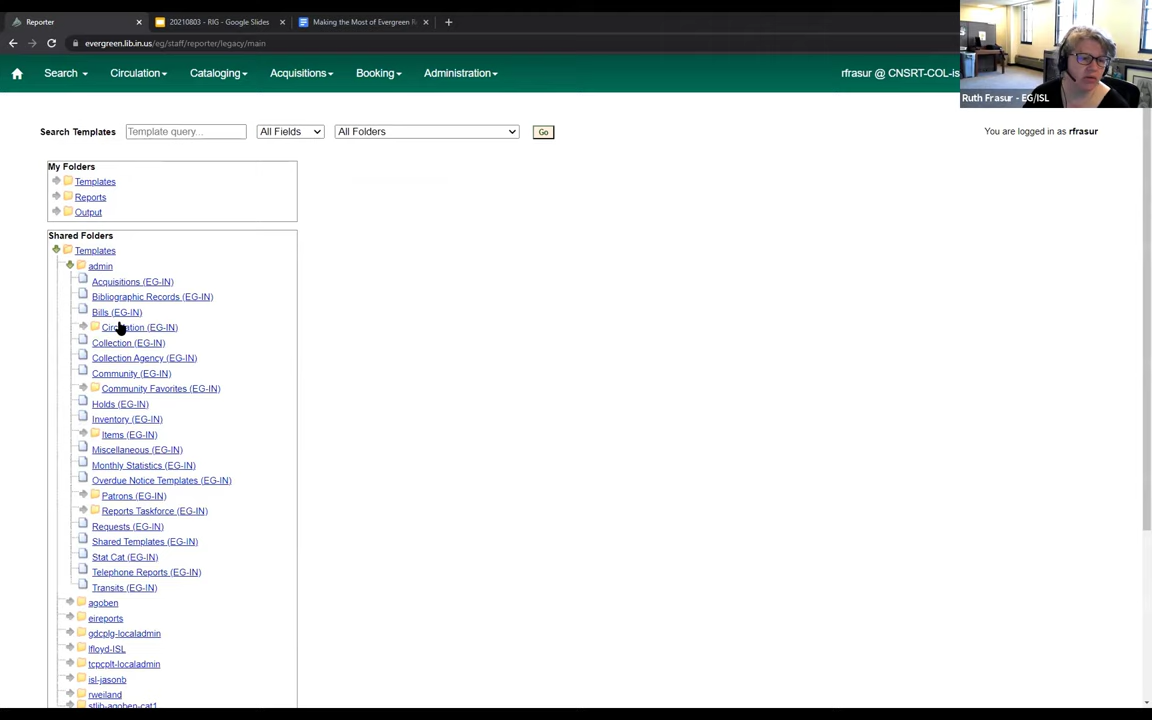 Reporter
20210803 - RIG - Google Slides
Making the Most of Evergreen R
evergreen.lib.in.us/eg/staff/reporter/legacy/main
Search Circulation Cataloging Acquisitions Booking Administration rfrasur @ CNSRT-COL-is
Ruth Frasur - EG/ISL
Search Templates Template query... All Fields All Folders Go You are logged in as rfrasur
My Folders
Templates
Reports
Output
Shared Folders
Templates
admin
Acquisitions (EG-IN)
Bibliographic Records (EG-IN)
Bills (EG-IN)
Circulation (EG-IN)
Collection (EG-IN)
Collection Agency (EG-IN)
Community (EG-IN)
Community Favorites (EG-IN)
Holds (EG-IN)
Inventory (EG-IN)
Items (EG-IN)
Miscellaneous (EG-IN)
Monthly Statistics (EG-IN)
Overdue Notice Templates (EG-IN)
Patrons (EG-IN)
Reports Taskforce (EG-IN)
Requests (EG-IN)
Shared Templates (EG-IN)
Stat Cat (EG-IN)
Telephone Reports (EG-IN)
Transits (EG-IN)
agoben
eireports
gdcplg-localadmin
lfloyd-ISL
tcpcplt-localadmin
isl-jasonb
rweiland
stlib-agoben-cat1